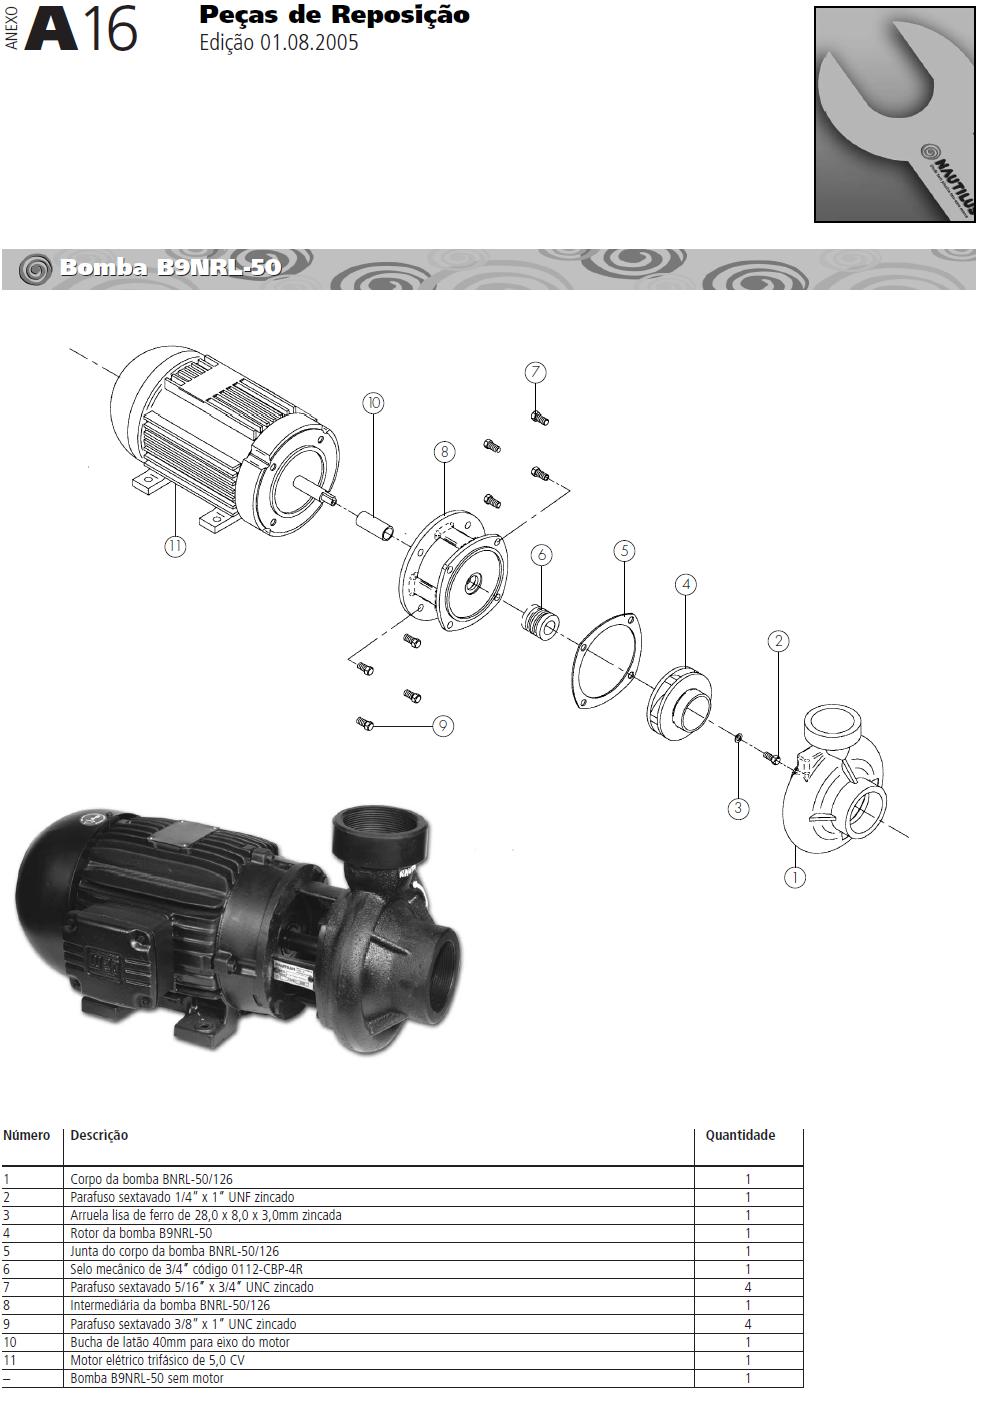 ANEXO
A16
Peças de Reposição
Edição 01.08.2005
NAUTILUS
Bomba B9NRL-50
7
10
8
6
5
4
2
11
9
3
1
Número Descrição Quantidade
1 Corpo da bomba BNRL-50/126 1
2 Parafuso sextavado 1/4” x 1” UNF zincado 1
3 Arruela lisa de ferro de 28,0 x 8,0 x 3,0mm zincada 1
4 Rotor da bomba B9NRL-50 1
5 Junta do corpo da bomba BNRL-50/126 1
6 Selo mecânico de 3/4” código 0112-CBP-4R 1
7 Parafuso sextavado 5/16” x 3/4” UNC zincado 4
8 Intermediária da bomba BNRL-50/126 1
9 Parafuso sextavado 3/8” x 1” UNC zincado 4
10 Bucha de latão 40mm para eixo do motor 1
11 Motor elétrico trifásico de 5,0 CV 1
– Bomba B9NRL-50 sem motor 1